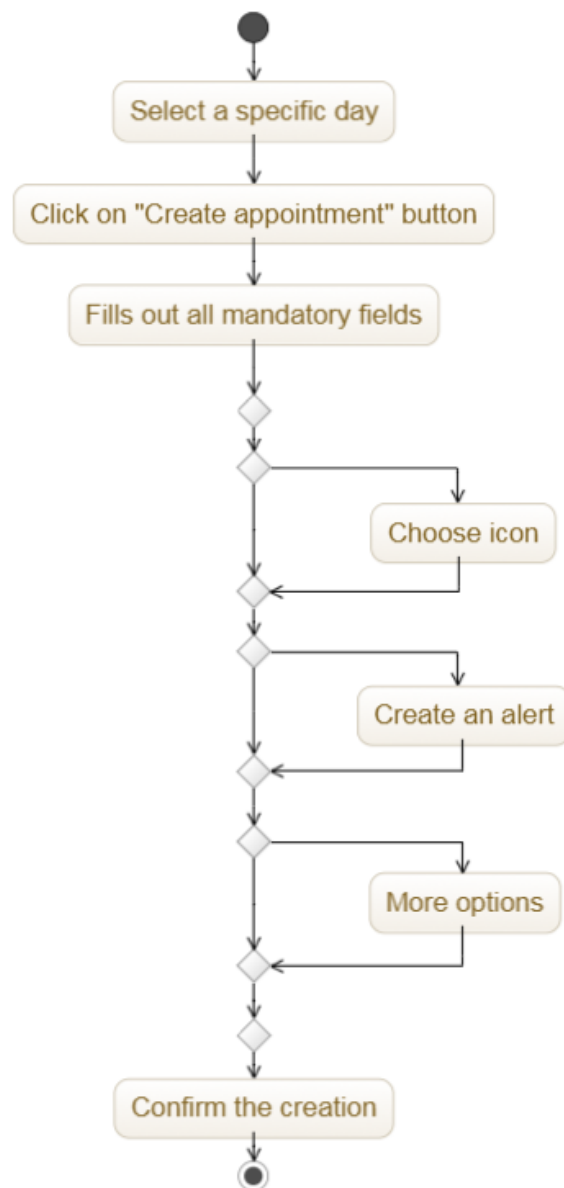 Select a specific day
Click on "Create appointment" button
Fills out all mandatory fields
Choose icon
Create an alert
More options
Confirm the creation